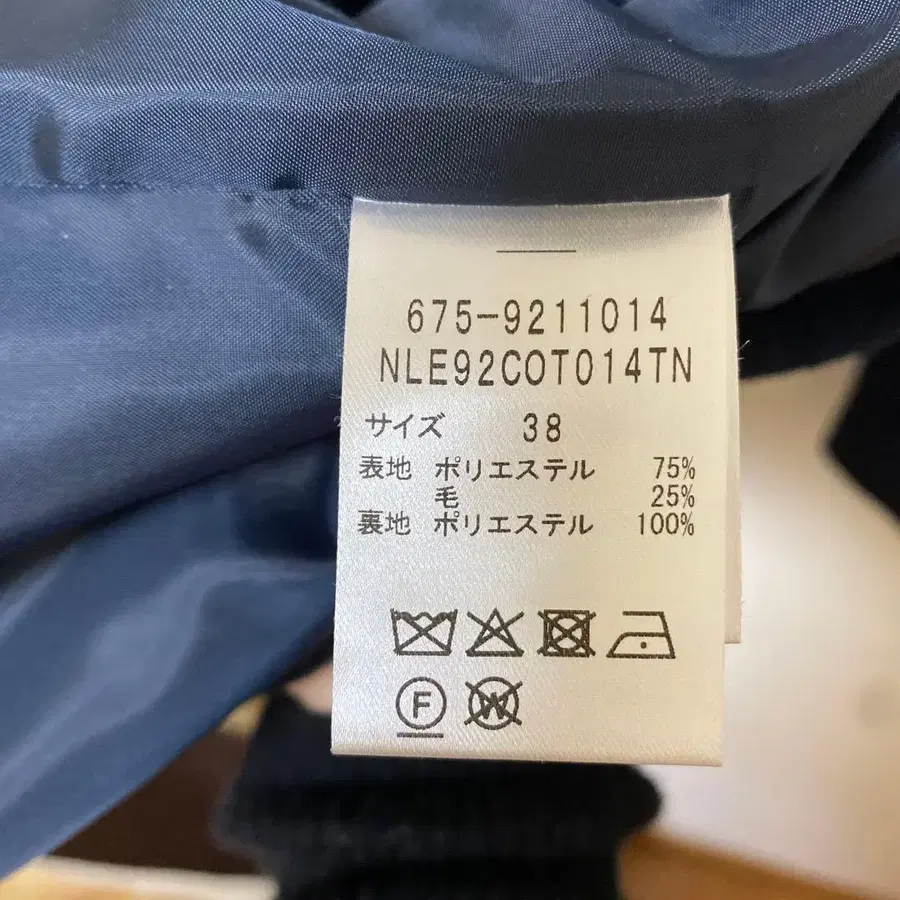 675-9211014
NLE92COT014TN
サイズ 38
表地 ポリエステル 75%
毛 25%
裏地 ポリエステル 100%
F
W